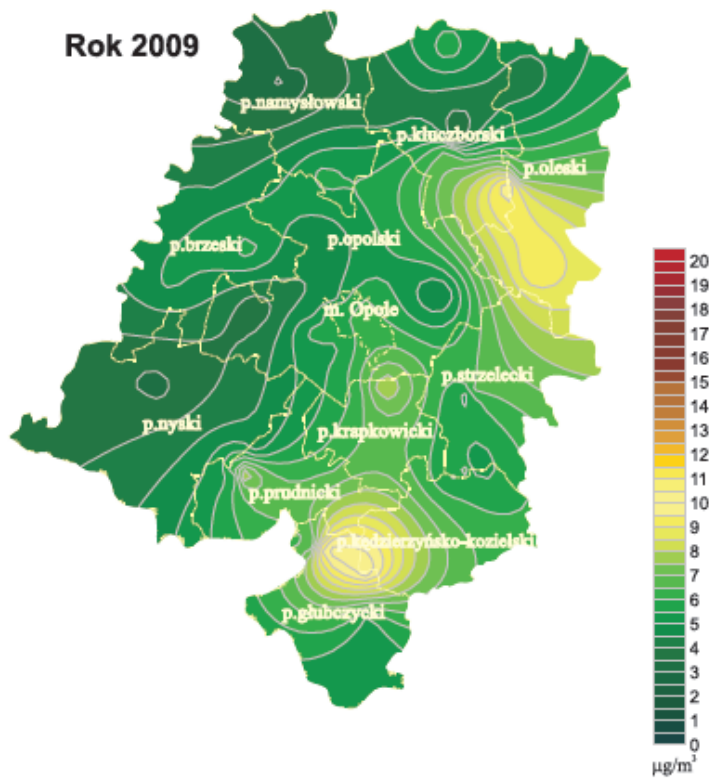 Rok 2009
p.namysłowski
p.kluczborski
p.oleski
p.brzeski
p.opolski
m. Opole
p.strzelecki
p.nyski
p.krapkowicki
p.prudnicki
p.kędzierzyńsko-kozielski
p.głubczycki
20
19
18
17
16
15
14
13
12
11
10
9
8
7
6
5
4
3
2
1
0
µg/m³